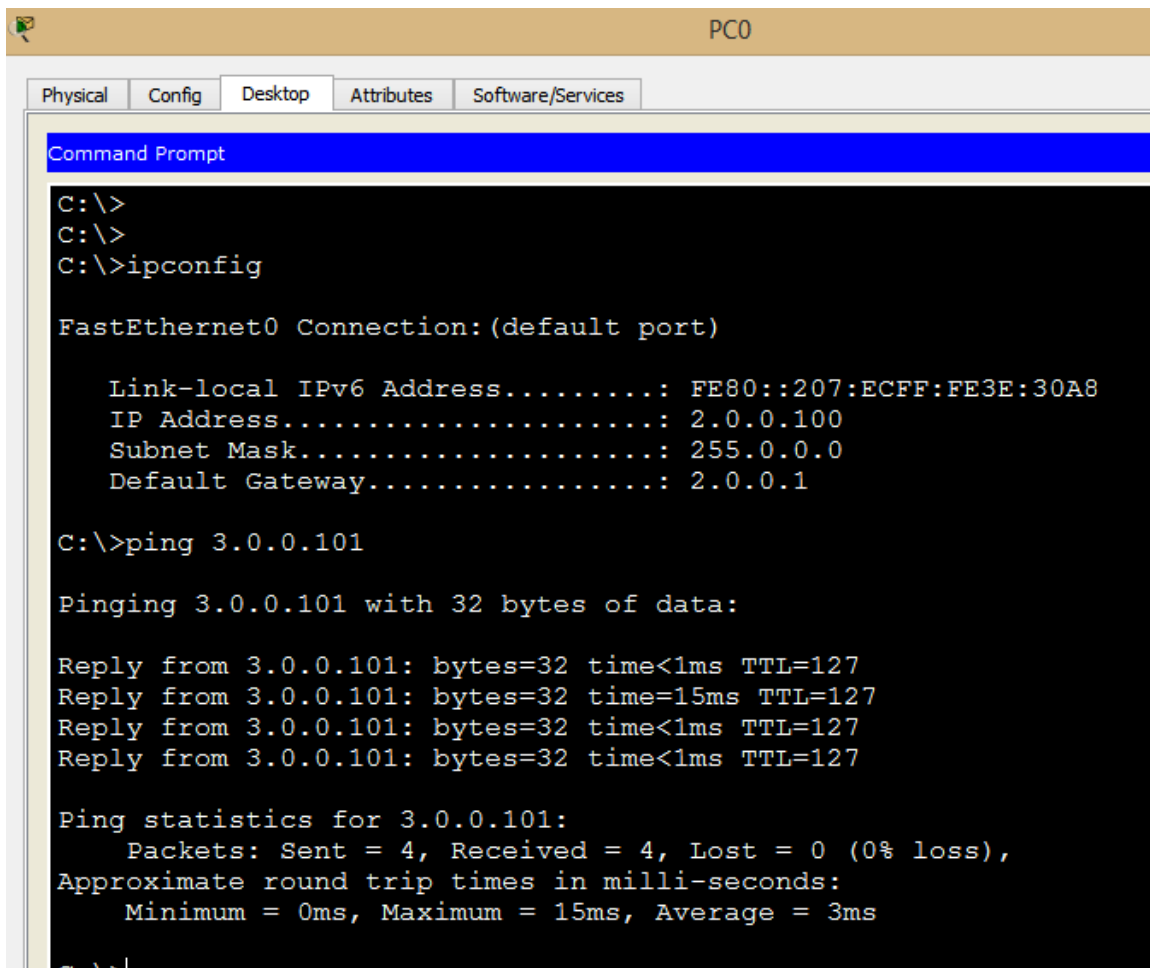 PC0
Physical Config Desktop Attributes Software/Services
Command Prompt
C:\>
C:\>
C:\>ipconfig
FastEthernet0 Connection:(default port)
Link-local IPv6 Address.........: FE80::207:ECFF:FE3E:30A8
IP Address......................: 2.0.0.100
Subnet Mask.....................: 255.0.0.0
Default Gateway.................: 2.0.0.1
C:\>ping 3.0.0.101
Pinging 3.0.0.101 with 32 bytes of data:
Reply from 3.0.0.101: bytes=32 time<1ms TTL=127
Reply from 3.0.0.101: bytes=32 time=15ms TTL=127
Reply from 3.0.0.101: bytes=32 time<1ms TTL=127
Reply from 3.0.0.101: bytes=32 time<1ms TTL=127
Ping statistics for 3.0.0.101:
Packets: Sent = 4, Received = 4, Lost = 0 (0% loss),
Approximate round trip times in milli-seconds:
Minimum = 0ms, Maximum = 15ms, Average = 3ms